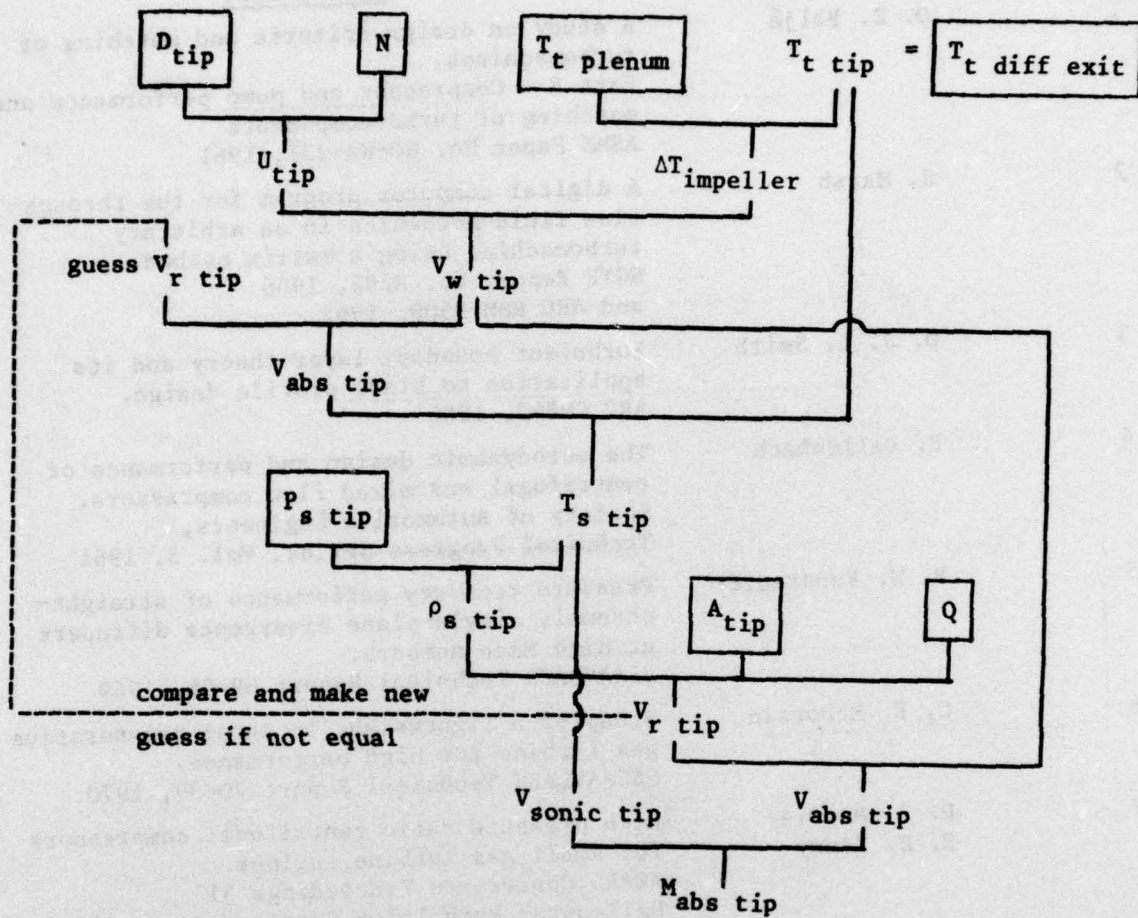 D tip
N
T t plenum
T t tip = T t diff exit
U tip
ΔT impeller
guess V r tip
V w tip
V abs tip
P s tip
T s tip
ρ s tip
A tip
Q
compare and make new
guess if not equal
V r tip
V sonic tip
V abs tip
M abs tip